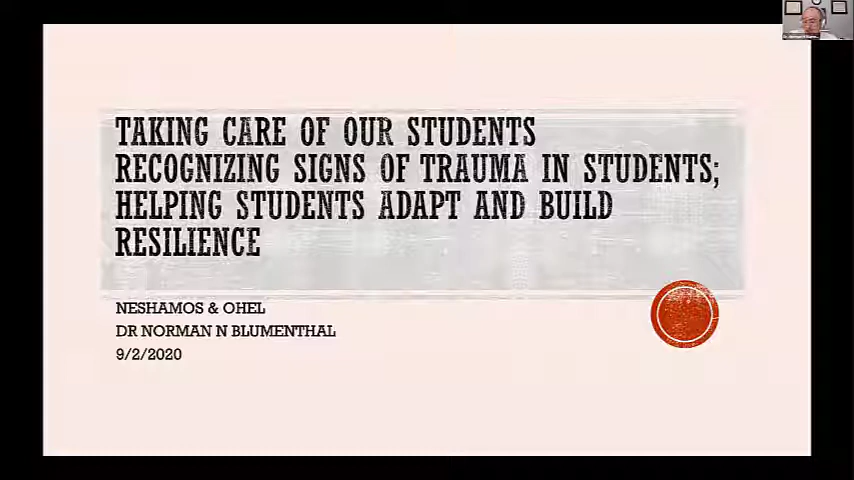 TAKING CARE OF OUR STUDENTS
RECOGNIZING SIGNS OF TRAUMA IN STUDENTS;
HELPING STUDENTS ADAPT AND BUILD
RESILIENCE
NESHAMOS & OHEL
DR NORMAN N BLUMENTHAL
9/2/2020